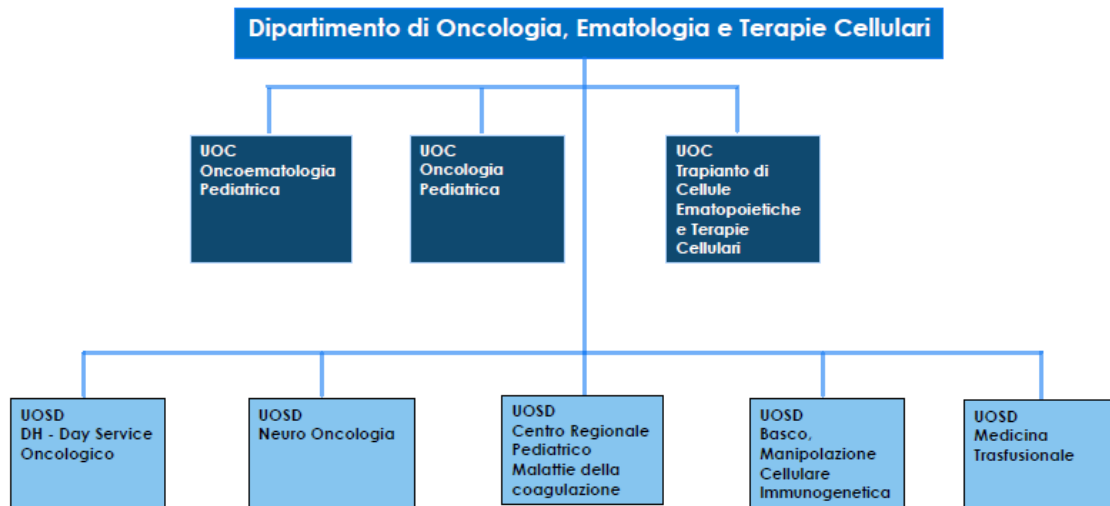 Dipartimento di Oncologia, Ematologia e Terapie Cellulari
UOC
Oncoematologia
Pediatrica
UOC
Oncologia
Pediatrica
UOC
Trapianto di
Cellule
Ematopoietiche
e Terapie
Cellulari
UOSD
DH - Day Service
Oncologico
UOSD
Neuro Oncologia
UOSD
Centro Regionale
Pediatrico
Malattie della
coagulazione
UOSD
Basco,
Manipolazione
Cellulare
Immunogenetica
UOSD
Medicina
Trasfusionale